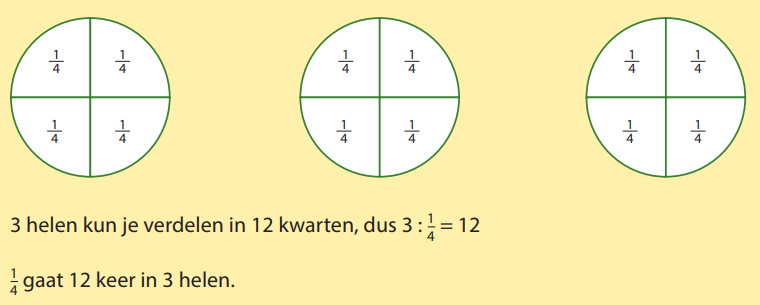 1/4 1/4 1/4 1/4 1/4 1/4
1/4 1/4 1/4 1/4 1/4 1/4
3 helen kun je verdelen in 12 kwarten, dus 3 : 1/4 = 12
1/4 gaat 12 keer in 3 helen.